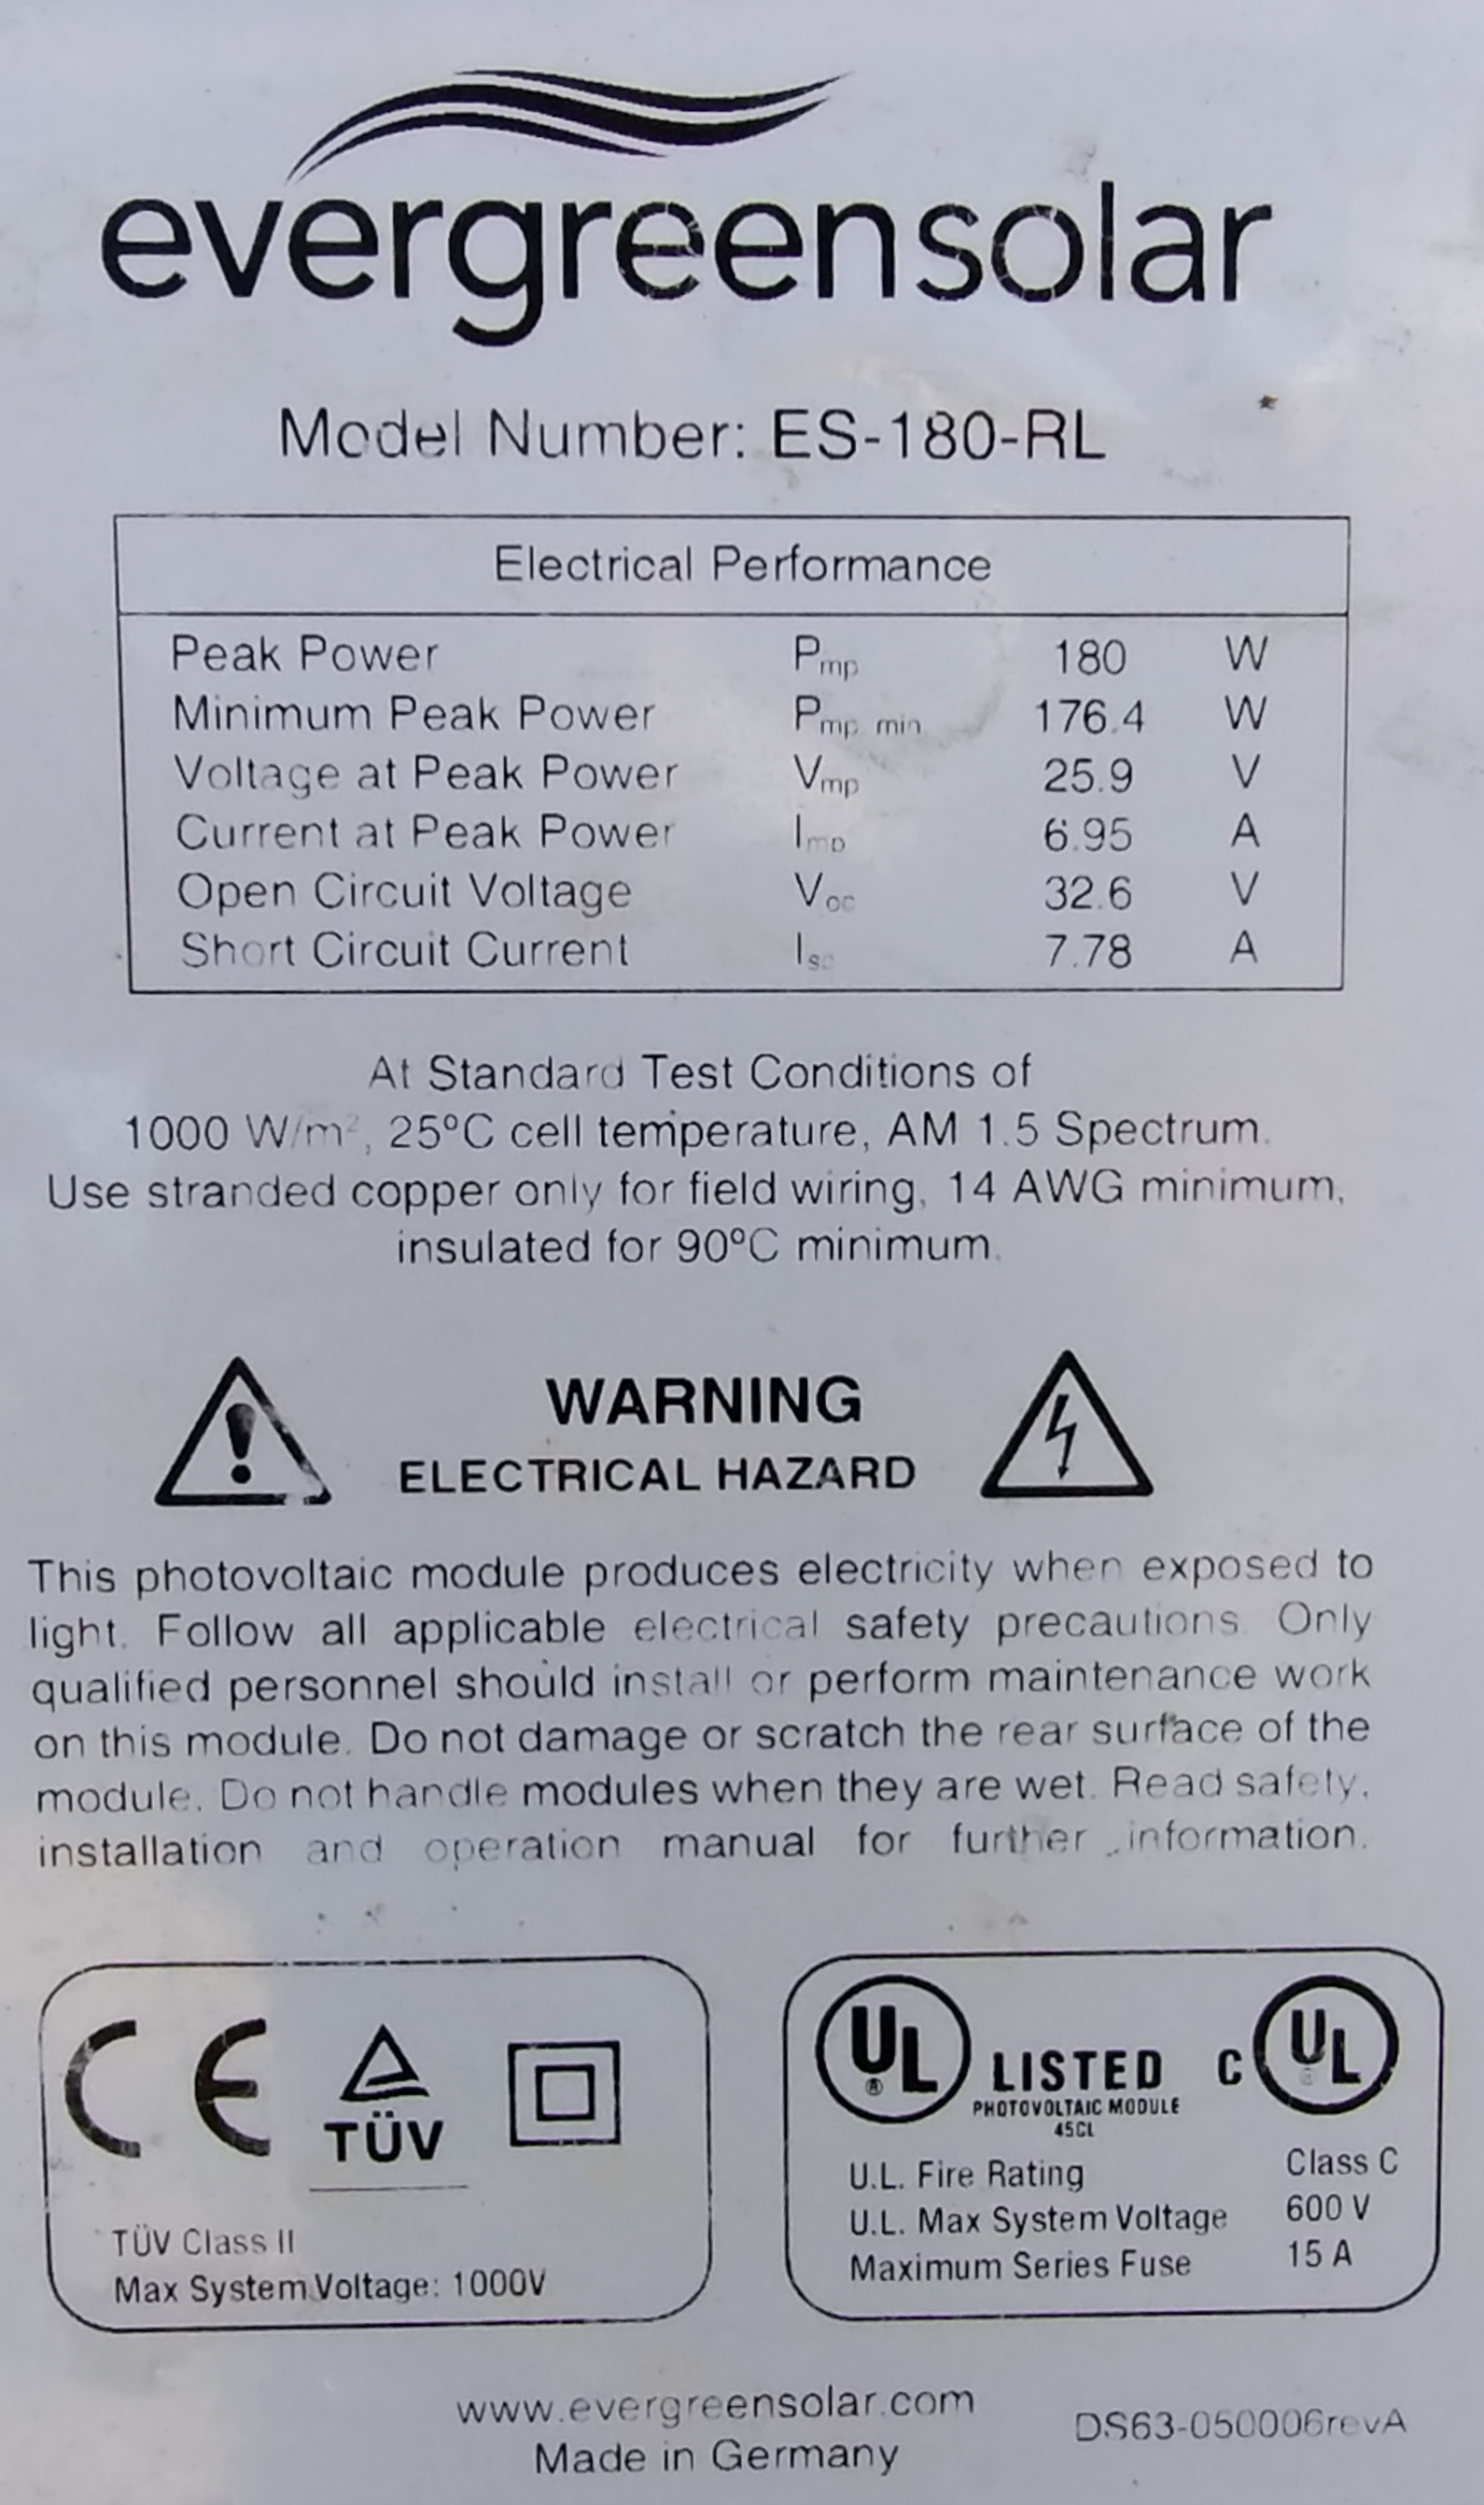 evergreensolar
Model Number: ES-180-RL
Electrical Performance
Peak Power Pmp 180 W
Minimum Peak Power Pmp min 176.4 W
Voltage at Peak Power Vmp 25.9 V
Current at Peak Power Imp 6.95 A
Open Circuit Voltage Voc 32.6 V
Short Circuit Current Isc 7.78 A
At Standard Test Conditions of
1000 W/m², 25ºC cell temperature, AM 1.5 Spectrum.
Use stranded copper only for field wiring, 14 AWG minimum,
insulated for 90ºC minimum.
WARNING
ELECTRICAL HAZARD
This photovoltaic module produces electricity when exposed to
light. Follow all applicable electrical safety precautions. Only
qualified personnel should install or perform maintenance work
on this module. Do not damage or scratch the rear surface of the
module. Do not handle modules when they are wet. Read safety,
installation and operation manual for further information.
CE TÜV
TÜV Class II
Max System Voltage: 1000V
UL® LISTED C UL®
PHOTOVOLTAIC MODULE
45CL
U.L. Fire Rating Class C
U.L. Max System Voltage 600 V
Maximum Series Fuse 15 A
www.evergreensolar.com
Made in Germany
DS63-050006revA